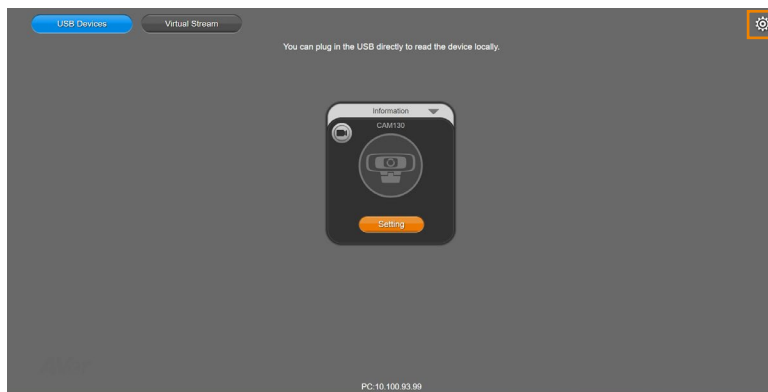 USB Devices
Virtual Stream
You can plug in the USB directly to read the device locally.
Information
CAM130
Setting
PC:10.100.93.99